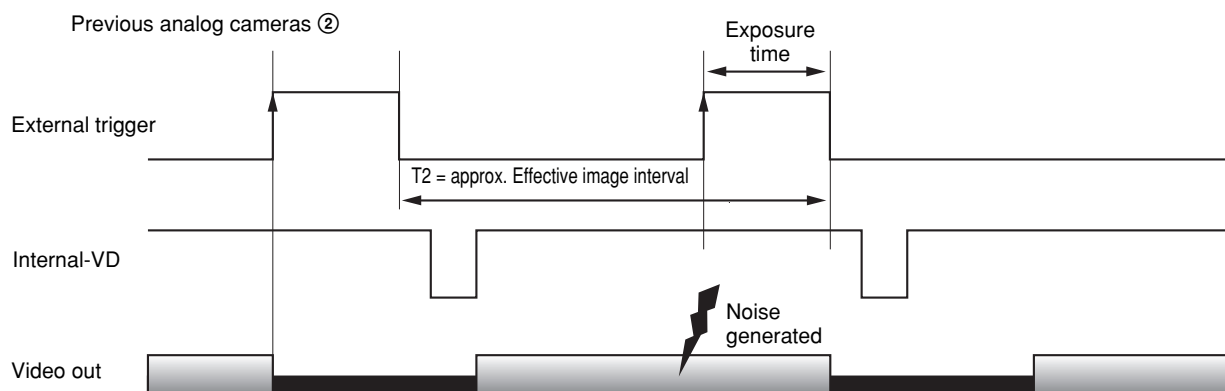 Previous analog cameras ②
Exposure
time
External trigger
T2 = approx. Effective image interval
Internal-VD
Noise
generated
Video out